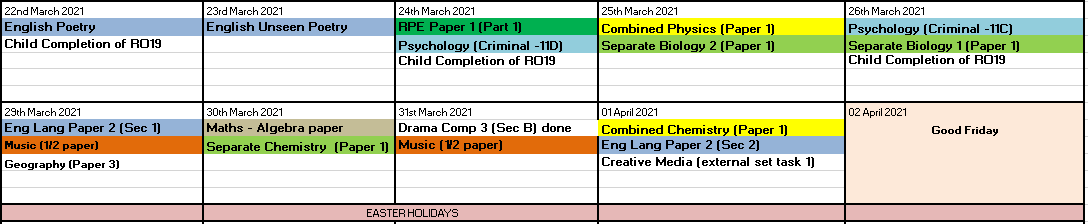 22nd March 2021
English Poetry
Child Completion of RO19
23rd March 2021
English Unseen Poetry
24th March 2021
RPE Paper 1 (Part 1)
Psychology (Criminal -11D)
Child Completion of RO19
25th March 2021
Combined Physics (Paper 1)
Separate Biology 2 (Paper 1)
26th March 2021
Psychology (Criminal -11C)
Separate Biology 1 (Paper 1)
Child Completion of RO19
29th March 2021
Eng Lang Paper 2 (Sec 1)
Music (1/2 paper)
Geography (Paper 3)
30th March 2021
Maths - Algebra paper
Separate Chemistry (Paper 1)
31st March 2021
Drama Comp 3 (Sec B) done
Music (1/2 paper)
01 April 2021
Combined Chemistry (Paper 1)
Eng Lang Paper 2 (Sec 2)
Creative Media (external set task 1)
02 April 2021
Good Friday
EASTER HOLIDAYS